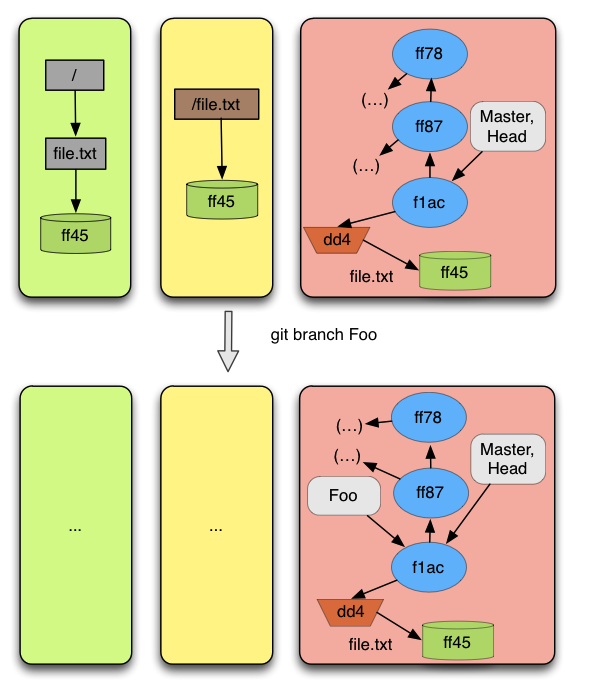 /
file.txt
ff45
/file.txt
ff45
ff78
(...)
ff87
Master,
Head
(...)
f1ac
dd4
file.txt
ff45
git branch Foo
...
...
ff78
(...)
(...)
Master,
Head
Foo
ff87
f1ac
dd4
file.txt
ff45